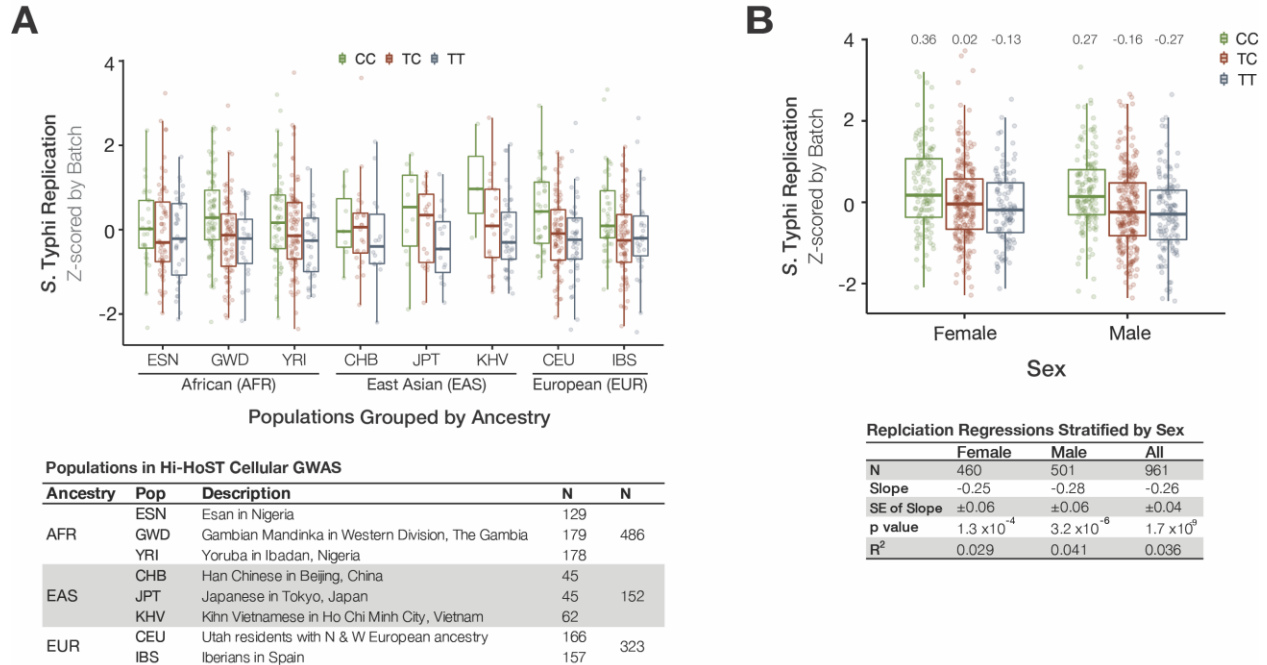 A
CC TC TT
S. Typhi Replication
Z-scored by Batch
4
2
0
-2
ESN GWD YRI CHB JPT KHV CEU IBS
African (AFR) East Asian (EAS) European (EUR)
Populations Grouped by Ancestry
Populations in Hi-HoST Cellular GWAS
Ancestry Pop Description N N
ESN Esan in Nigeria 129
AFR GWD Gambian Mandinka in Western Division, The Gambia 179 486
YRI Yoruba in Ibadan, Nigeria 178
CHB Han Chinese in Beijing, China 45
EAS JPT Japanese in Tokyo, Japan 45 152
KHV Kihn Vietnamese in Ho Chi Minh City, Vietnam 62
EUR CEU Utah residents with N & W European ancestry 166 323
IBS Iberians in Spain 157
B
0.36 0.02 -0.13 0.27 -0.16 -0.27
CC
TC
TT
S. Typhi Replication
Z-scored by Batch
4
2
0
-2
Female Male
Sex
Replciation Regressions Stratified by Sex
Female Male All
N 460 501 961
Slope -0.25 -0.28 -0.26
SE of Slope ±0.06 ±0.06 ±0.04
p value 1.3 x10⁻⁴ 3.2 x10⁻⁶ 1.7 x10⁹
R² 0.029 0.041 0.036